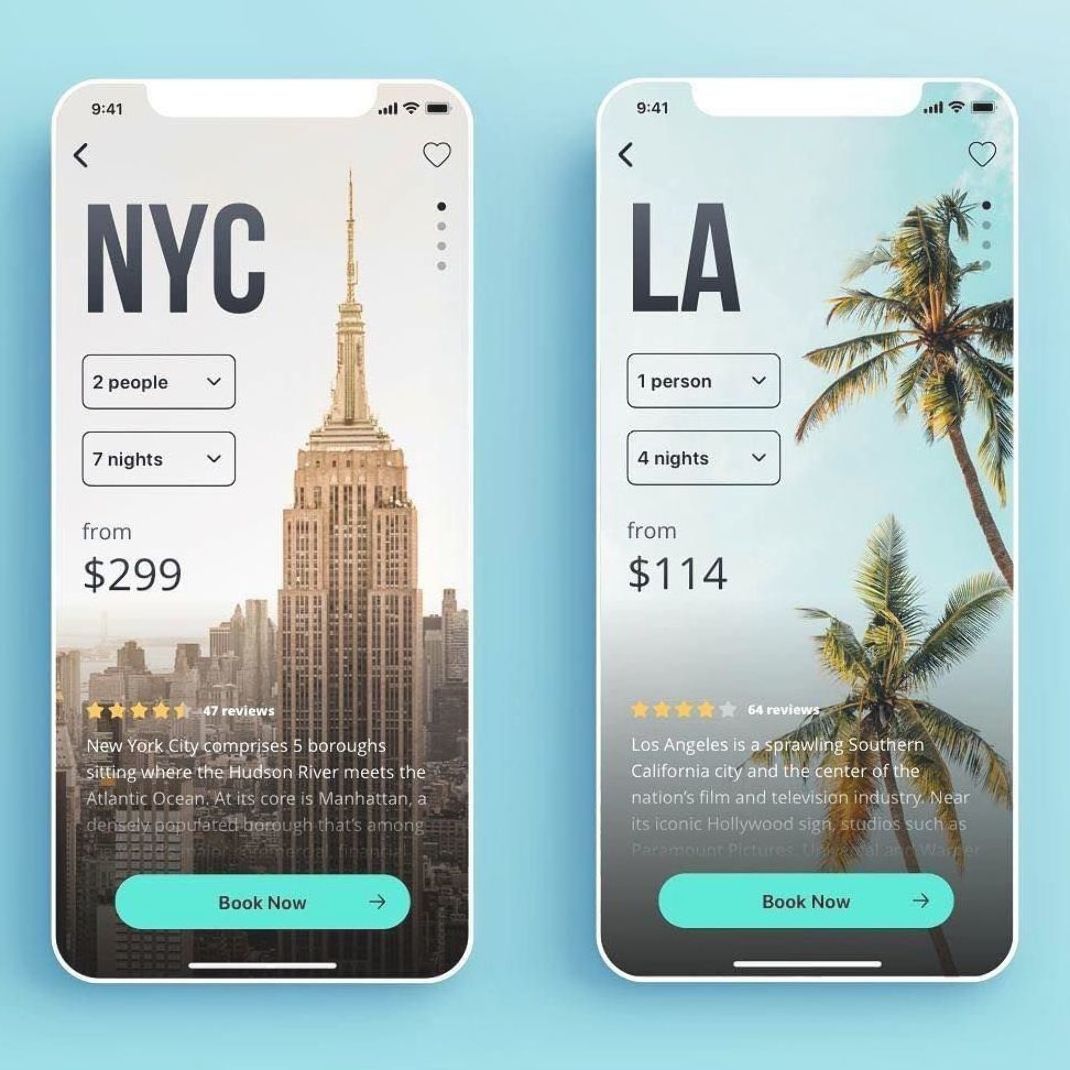 9:41
NYC
2 people
7 nights
from
$299
47 reviews
New York City comprises 5 boroughs
sitting where the Hudson River meets the
Atlantic Ocean. At its core is Manhattan, a
densely populated borough that's among
Book Now
9:41
LA
1 person
4 nights
from
$114
64 reviews
Los Angeles is a sprawling Southern
California city and the center of the
nation's film and television industry. Near
its iconic Hollywood sign, studios such as
Paramount Pictures, Universal and Warner
Book Now